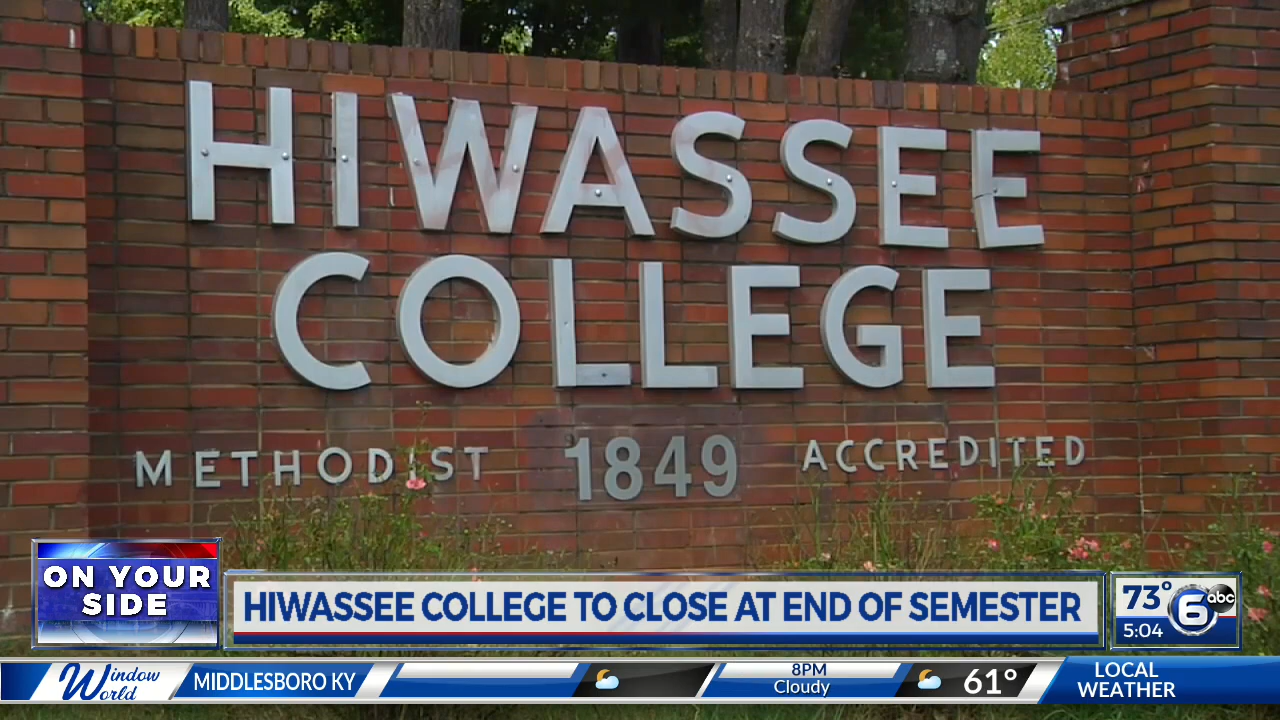 HIWASSEE
COLLEGE
METHODIST 1849 ACCREDITED
ON YOUR
SIDE
HIWASSEE COLLEGE TO CLOSE AT END OF SEMESTER
73°
5:04
6 abc
Window
World
MIDDLESBORO KY
8PM
Cloudy
61°
LOCAL
WEATHER